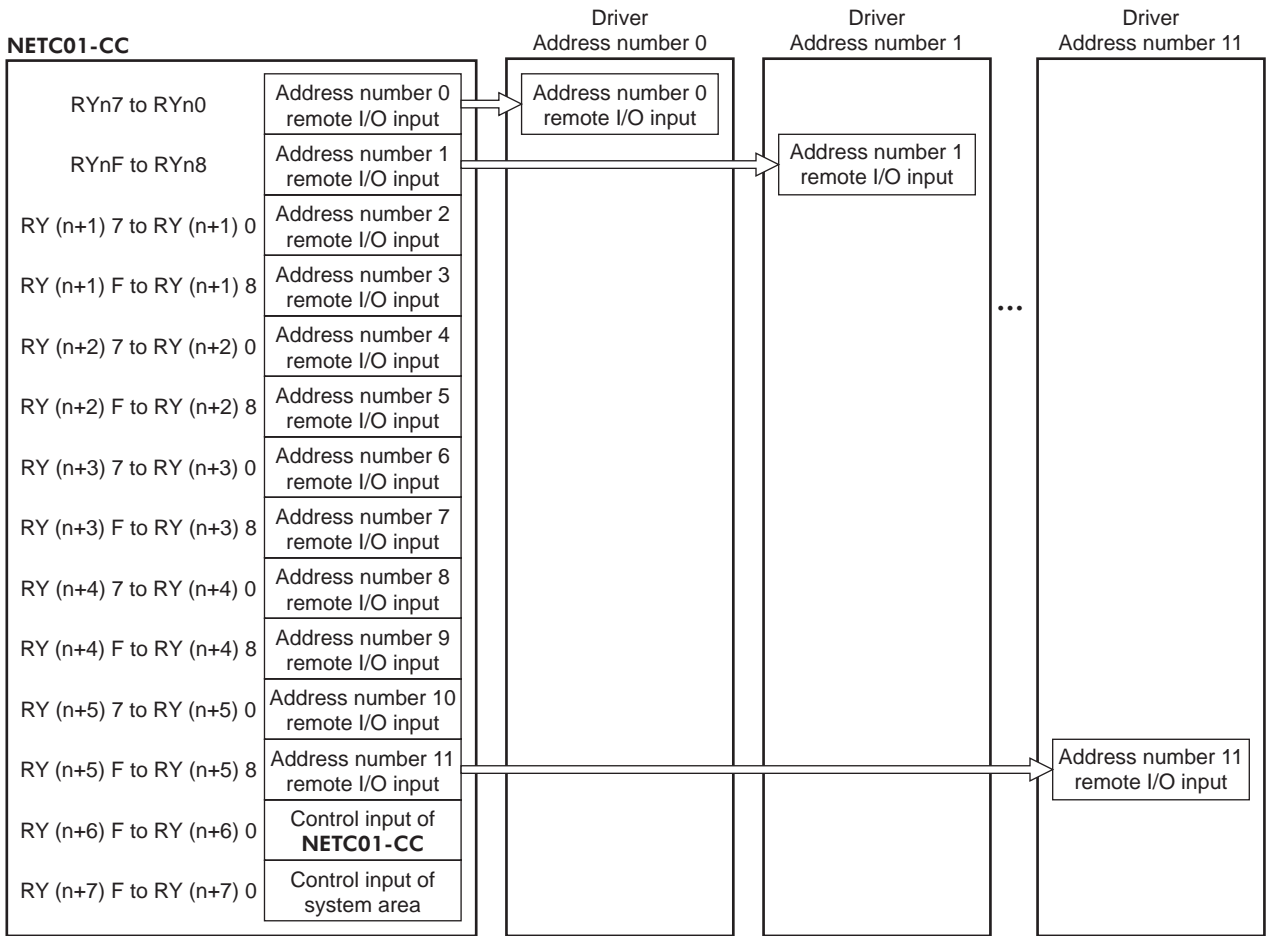 NETC01-CC
Driver
Address number 0
Driver
Address number 1
Driver
Address number 11
RYn7 to RYn0
Address number 0
remote I/O input
Address number 0
remote I/O input
RYnF to RYn8
Address number 1
remote I/O input
Address number 1
remote I/O input
RY (n+1) 7 to RY (n+1) 0
Address number 2
remote I/O input
RY (n+1) F to RY (n+1) 8
Address number 3
remote I/O input
...
RY (n+2) 7 to RY (n+2) 0
Address number 4
remote I/O input
RY (n+2) F to RY (n+2) 8
Address number 5
remote I/O input
RY (n+3) 7 to RY (n+3) 0
Address number 6
remote I/O input
RY (n+3) F to RY (n+3) 8
Address number 7
remote I/O input
RY (n+4) 7 to RY (n+4) 0
Address number 8
remote I/O input
RY (n+4) F to RY (n+4) 8
Address number 9
remote I/O input
RY (n+5) 7 to RY (n+5) 0
Address number 10
remote I/O input
RY (n+5) F to RY (n+5) 8
Address number 11
remote I/O input
Address number 11
remote I/O input
RY (n+6) F to RY (n+6) 0
Control input of
NETC01-CC
RY (n+7) F to RY (n+7) 0
Control input of
system area